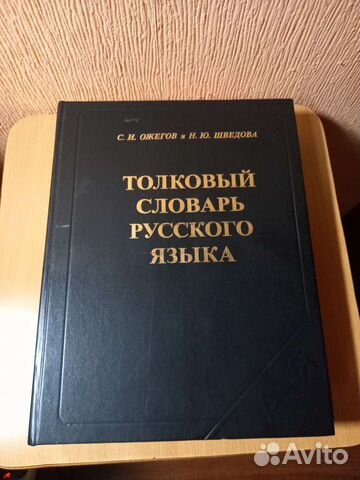 С. И. ОЖЕГОВ и Н. Ю. ШВЕДОВА
ТОЛКОВЫЙ
СЛОВАРЬ
РУССКОГО
ЯЗЫКА
Avito